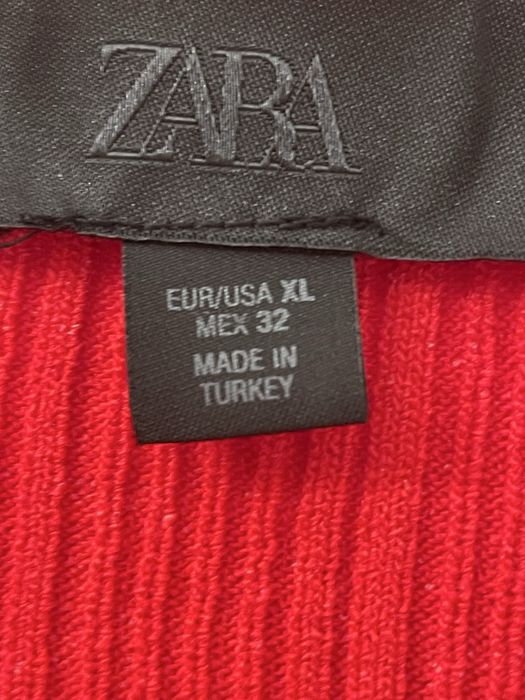 ZARA
EUR/USA XL
MEX 32
MADE IN
TURKEY